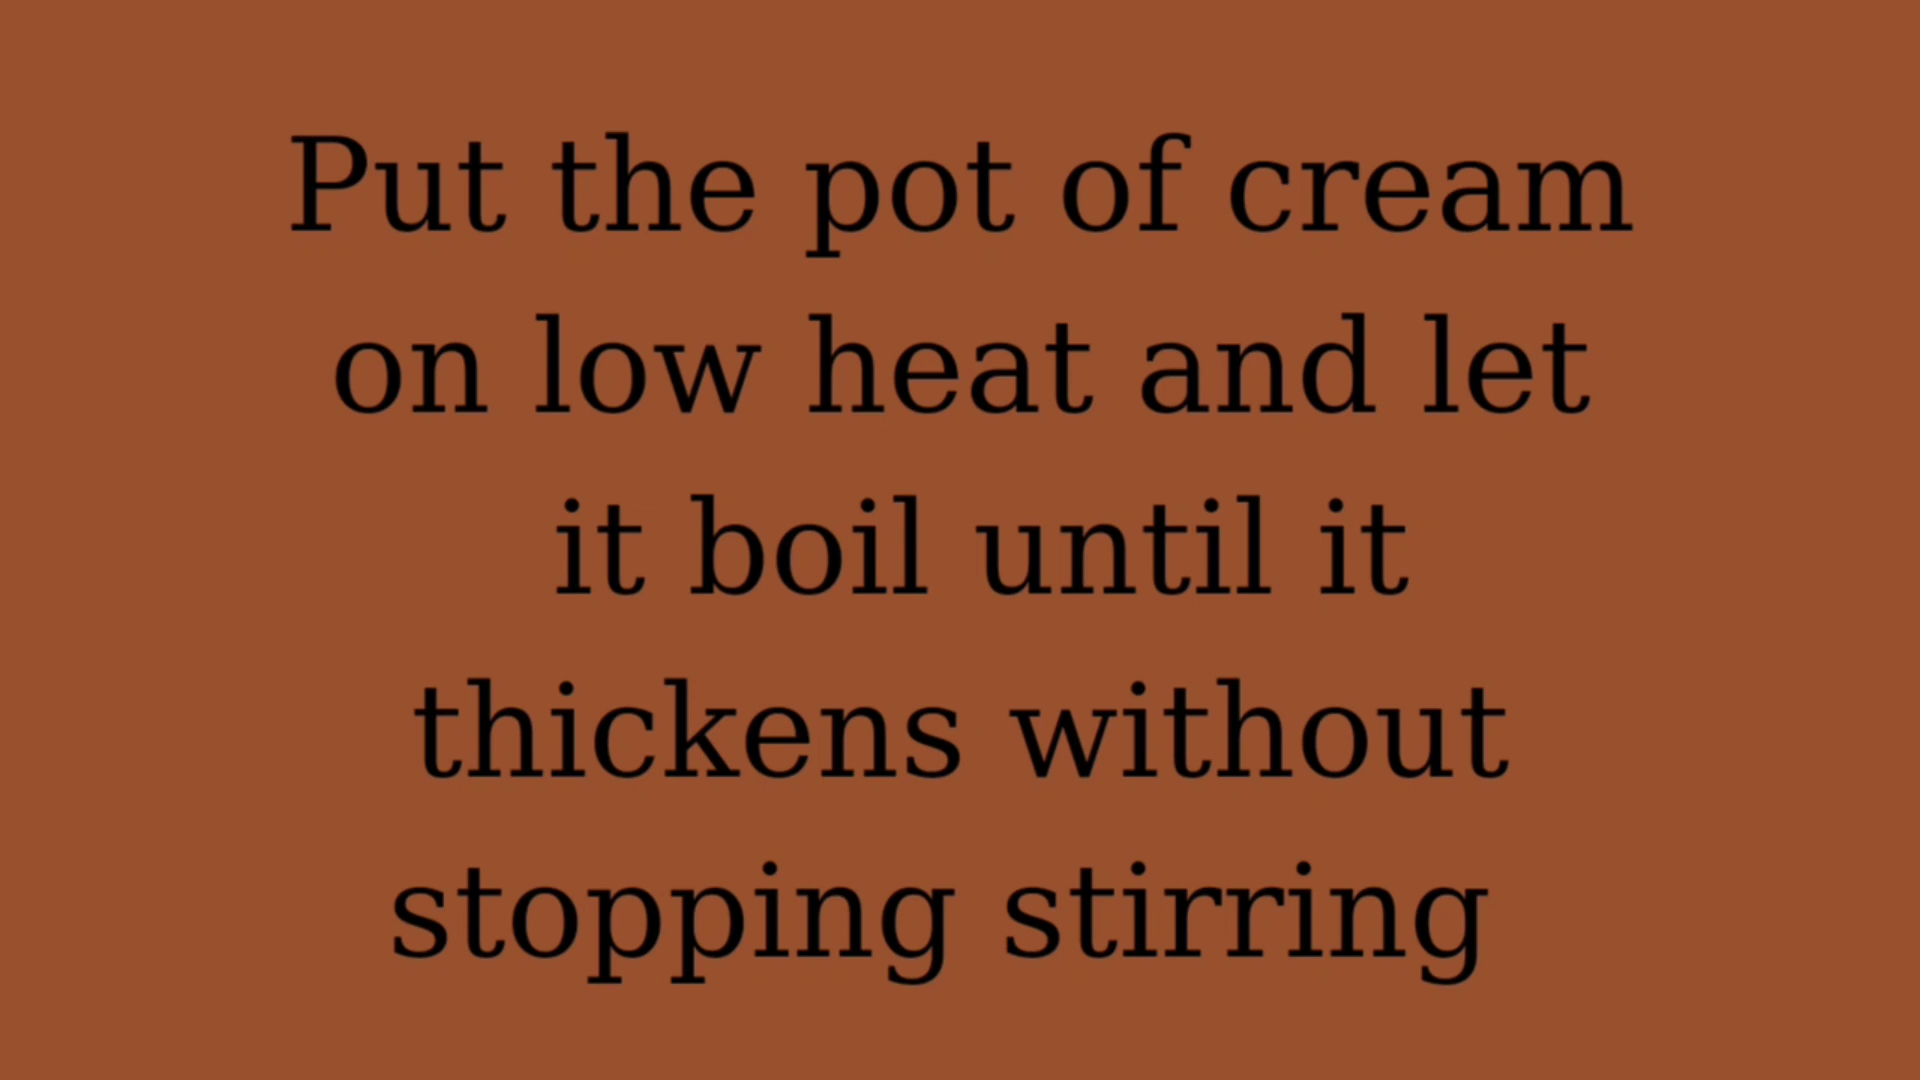 Put the pot of cream
on low heat and let
it boil until it
thickens without
stopping stirring